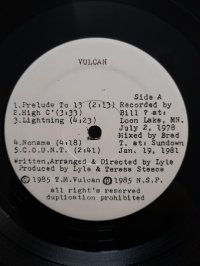 VULCAN
Side A
1.Prelude To 13 (2:13) Recorded by
2.High C'(3:33) Bill ? at:
3.Lightning (4:23) Loon Lake, MN.
July 2, 1978
Mixed by Brad
4.Noname (4:18) T. at: Sundown
5.C.O.U.N.T. (2:41) Jan. 19, 1981
Written,Arranged & Directed by Lyle
Produced by Lyle & Teresa Steece
©1985 T.M.Vulcan ℗1985 N.S.P.
all right's reserved
duplication prohibited